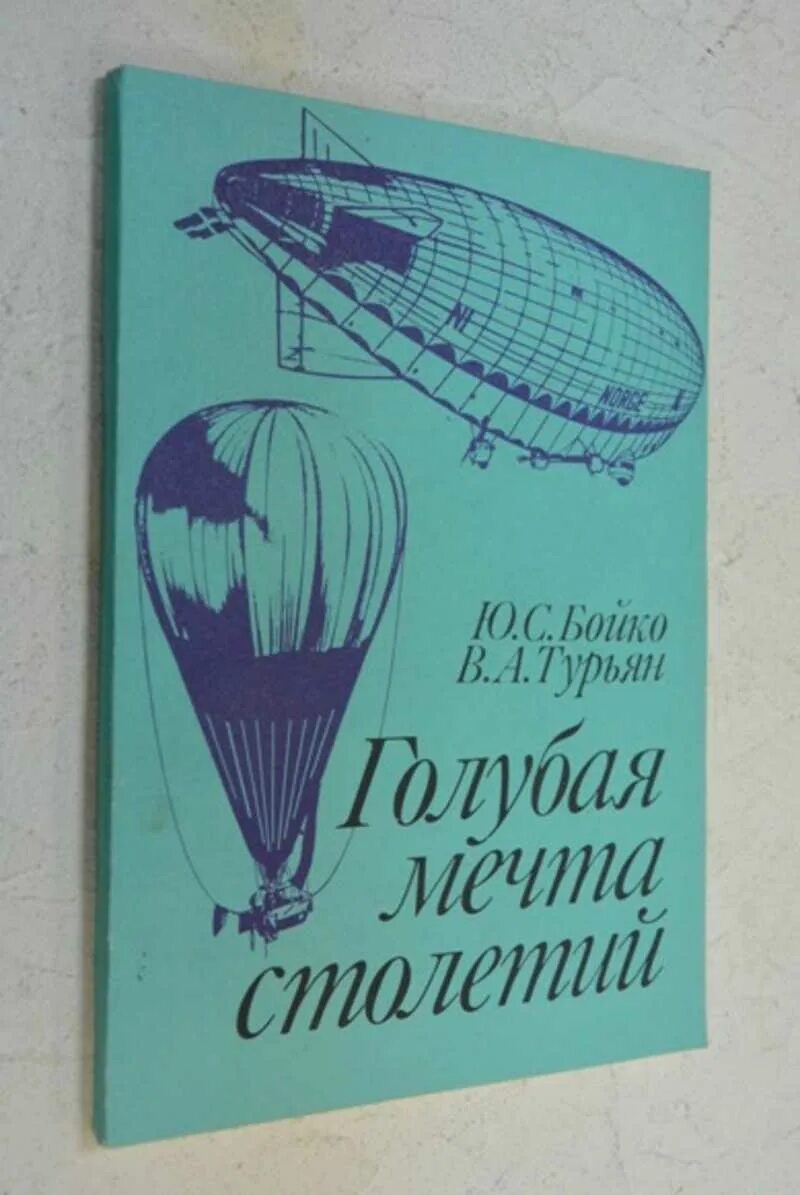 N1
NORGE
Ю.С.Бойко
В.А.Турьян
Голубая
мечта
столетий